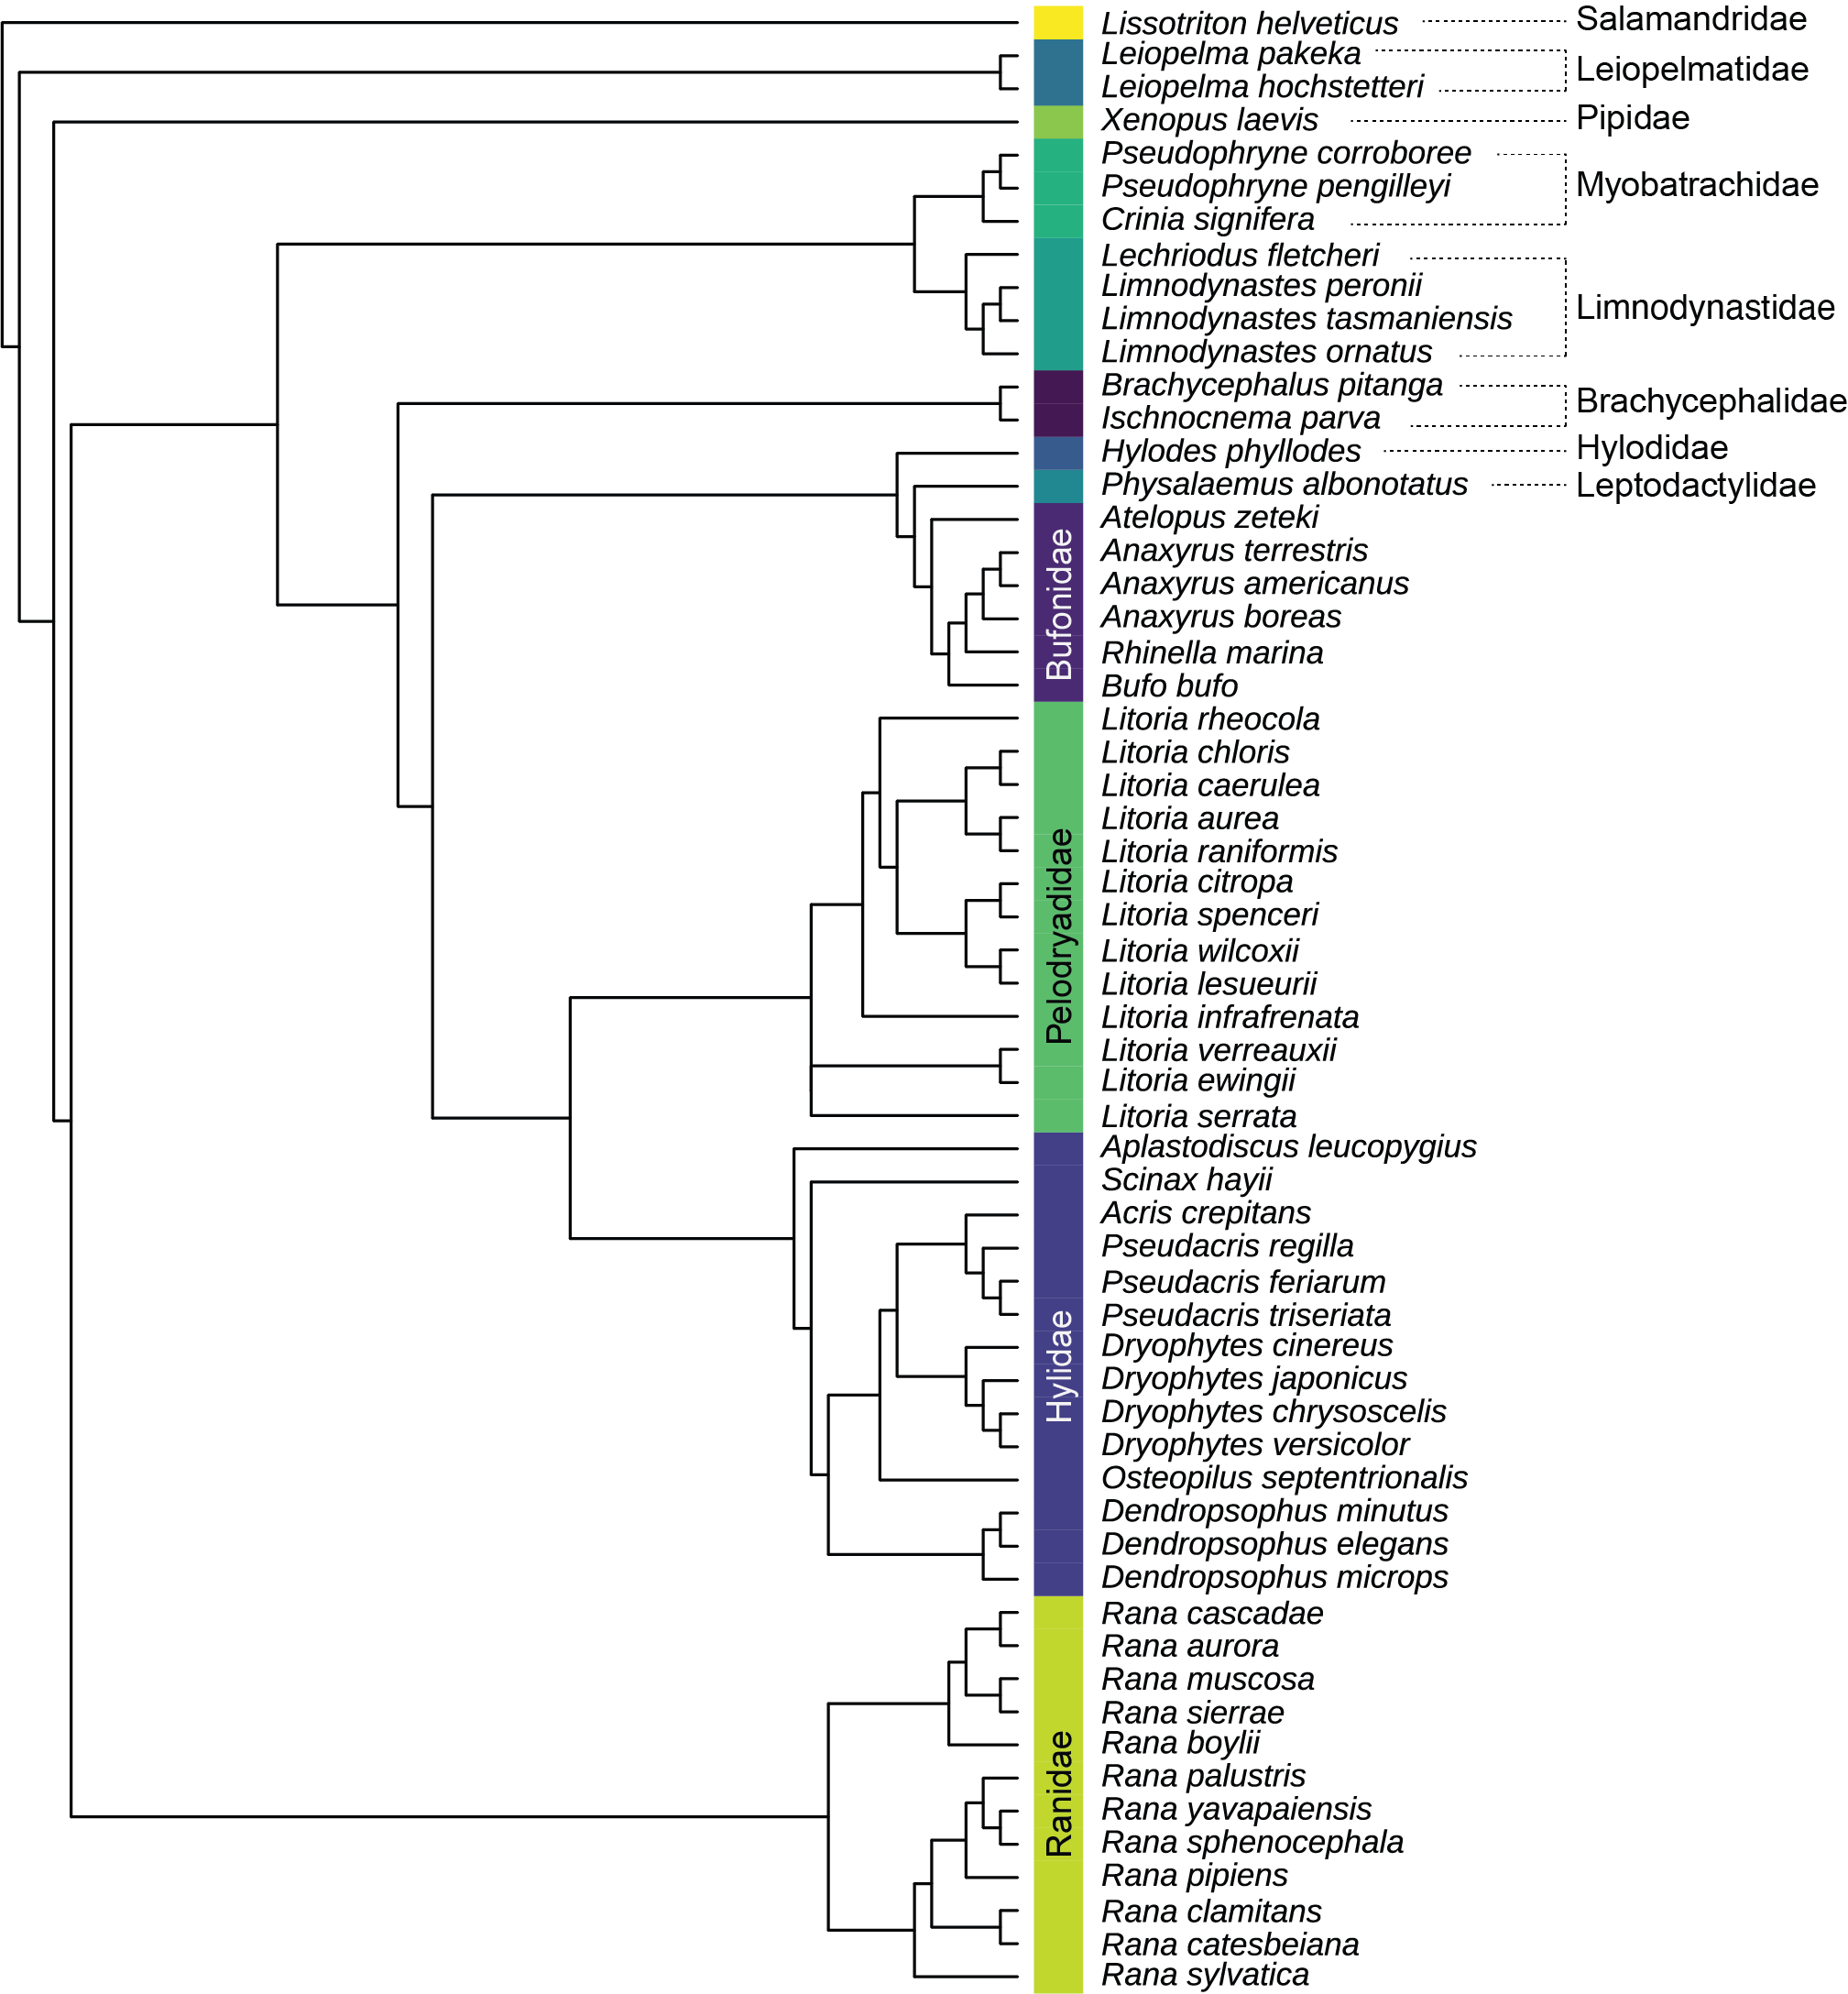 Lissotriton helveticus
Salamandridae
Leiopelma pakeka
Leiopelma hochstetteri
Leiopelmatidae
Xenopus laevis
Pipidae
Pseudophryne corroboree
Pseudophryne pengilleyi
Crinia signifera
Myobatrachidae
Lechriodus fletcheri
Limnodynastes peronii
Limnodynastes tasmaniensis
Limnodynastes ornatus
Limnodynastidae
Brachycephalus pitanga
Ischnocnema parva
Brachycephalidae
Hylodes phyllodes
Hylodidae
Physalaemus albonotatus
Leptodactylidae
Bufonidae
Atelopus zeteki
Anaxyrus terrestris
Anaxyrus americanus
Anaxyrus boreas
Rhinella marina
Bufo bufo
Pelodryadidae
Litoria rheocola
Litoria chloris
Litoria caerulea
Litoria aurea
Litoria raniformis
Litoria citropa
Litoria spenceri
Litoria wilcoxii
Litoria lesueurii
Litoria infrafrenata
Litoria verreauxii
Litoria ewingii
Litoria serrata
Hylidae
Aplastodiscus leucopygius
Scinax hayii
Acris crepitans
Pseudacris regilla
Pseudacris feriarum
Pseudacris triseriata
Dryophytes cinereus
Dryophytes japonicus
Dryophytes chrysoscelis
Dryophytes versicolor
Osteopilus septentrionalis
Dendropsophus minutus
Dendropsophus elegans
Dendropsophus microps
Ranidae
Rana cascadae
Rana aurora
Rana muscosa
Rana sierrae
Rana boylii
Rana palustris
Rana yavapaiensis
Rana sphenocephala
Rana pipiens
Rana clamitans
Rana catesbeiana
Rana sylvatica